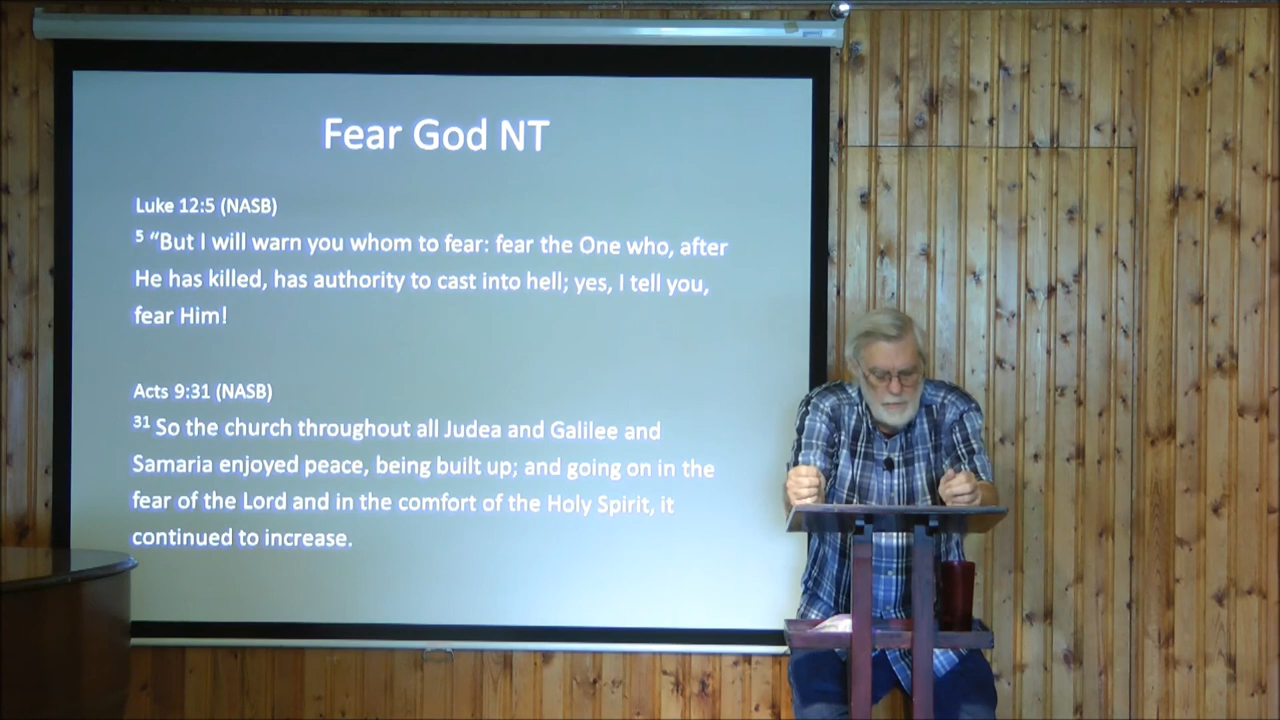 Fear God NT
Luke 12:5 (NASB)
5 “But I will warn you whom to fear: fear the One who, after
He has killed, has authority to cast into hell; yes, I tell you,
fear Him!
Acts 9:31 (NASB)
31 So the church throughout all Judea and Galilee and
Samaria enjoyed peace, being built up; and going on in the
fear of the Lord and in the comfort of the Holy Spirit, it
continued to increase.